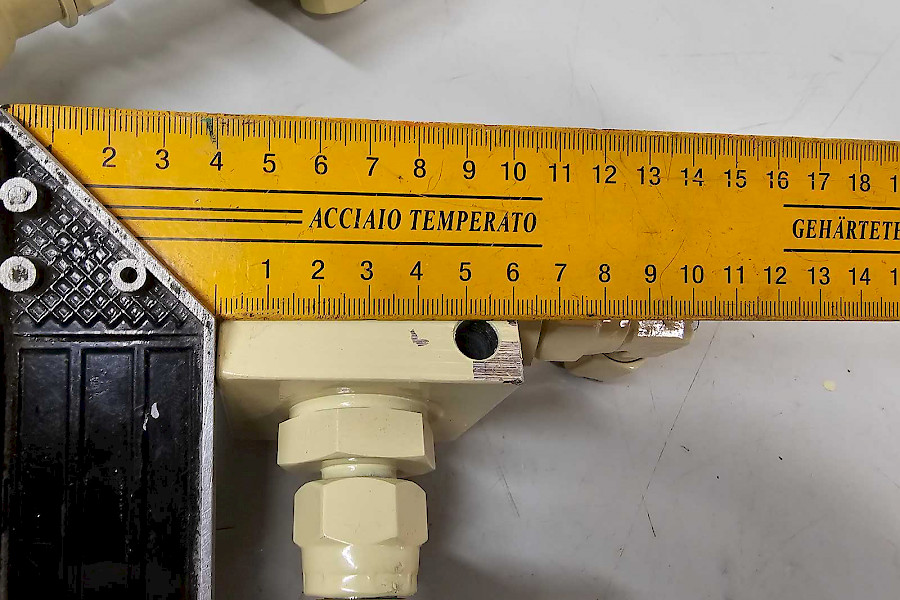 2 3 4 5 6 7 8 9 10 11 12 13 14 15 16 17 18
ACCIAIO TEMPERATO
GEHÄRTETE
1 2 3 4 5 6 7 8 9 10 11 12 13 14